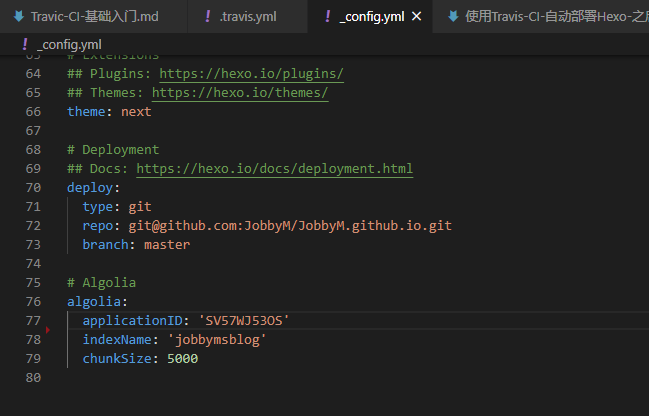 Travic-CI-基础入门.md
.travis.yml
_config.yml
使用Travis-CI-自动部署Hexo-之
_config.yml
# Extensions
64 ## Plugins: https://hexo.io/plugins/
65 ## Themes: https://hexo.io/themes/
66 theme: next
67
68 # Deployment
69 ## Docs: https://hexo.io/docs/deployment.html
70 deploy:
71 type: git
72 repo: git@github.com:JobbyM/JobbyM.github.io.git
73 branch: master
74
75 # Algolia
76 algolia:
77 applicationID: 'SV57WJ53OS'
78 indexName: 'jobbymsblog'
79 chunkSize: 5000
80